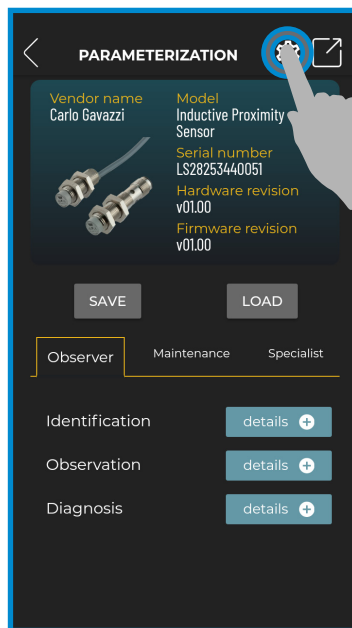 PARAMETERIZATION
Vendor name
Carlo Gavazzi
Model
Inductive Proximity
Sensor
Serial number
LS28253440051
Hardware revision
v01.00
Firmware revision
v01.00
SAVE
LOAD
Observer
Maintenance
Specialist
Identification
details
Observation
details
Diagnosis
details